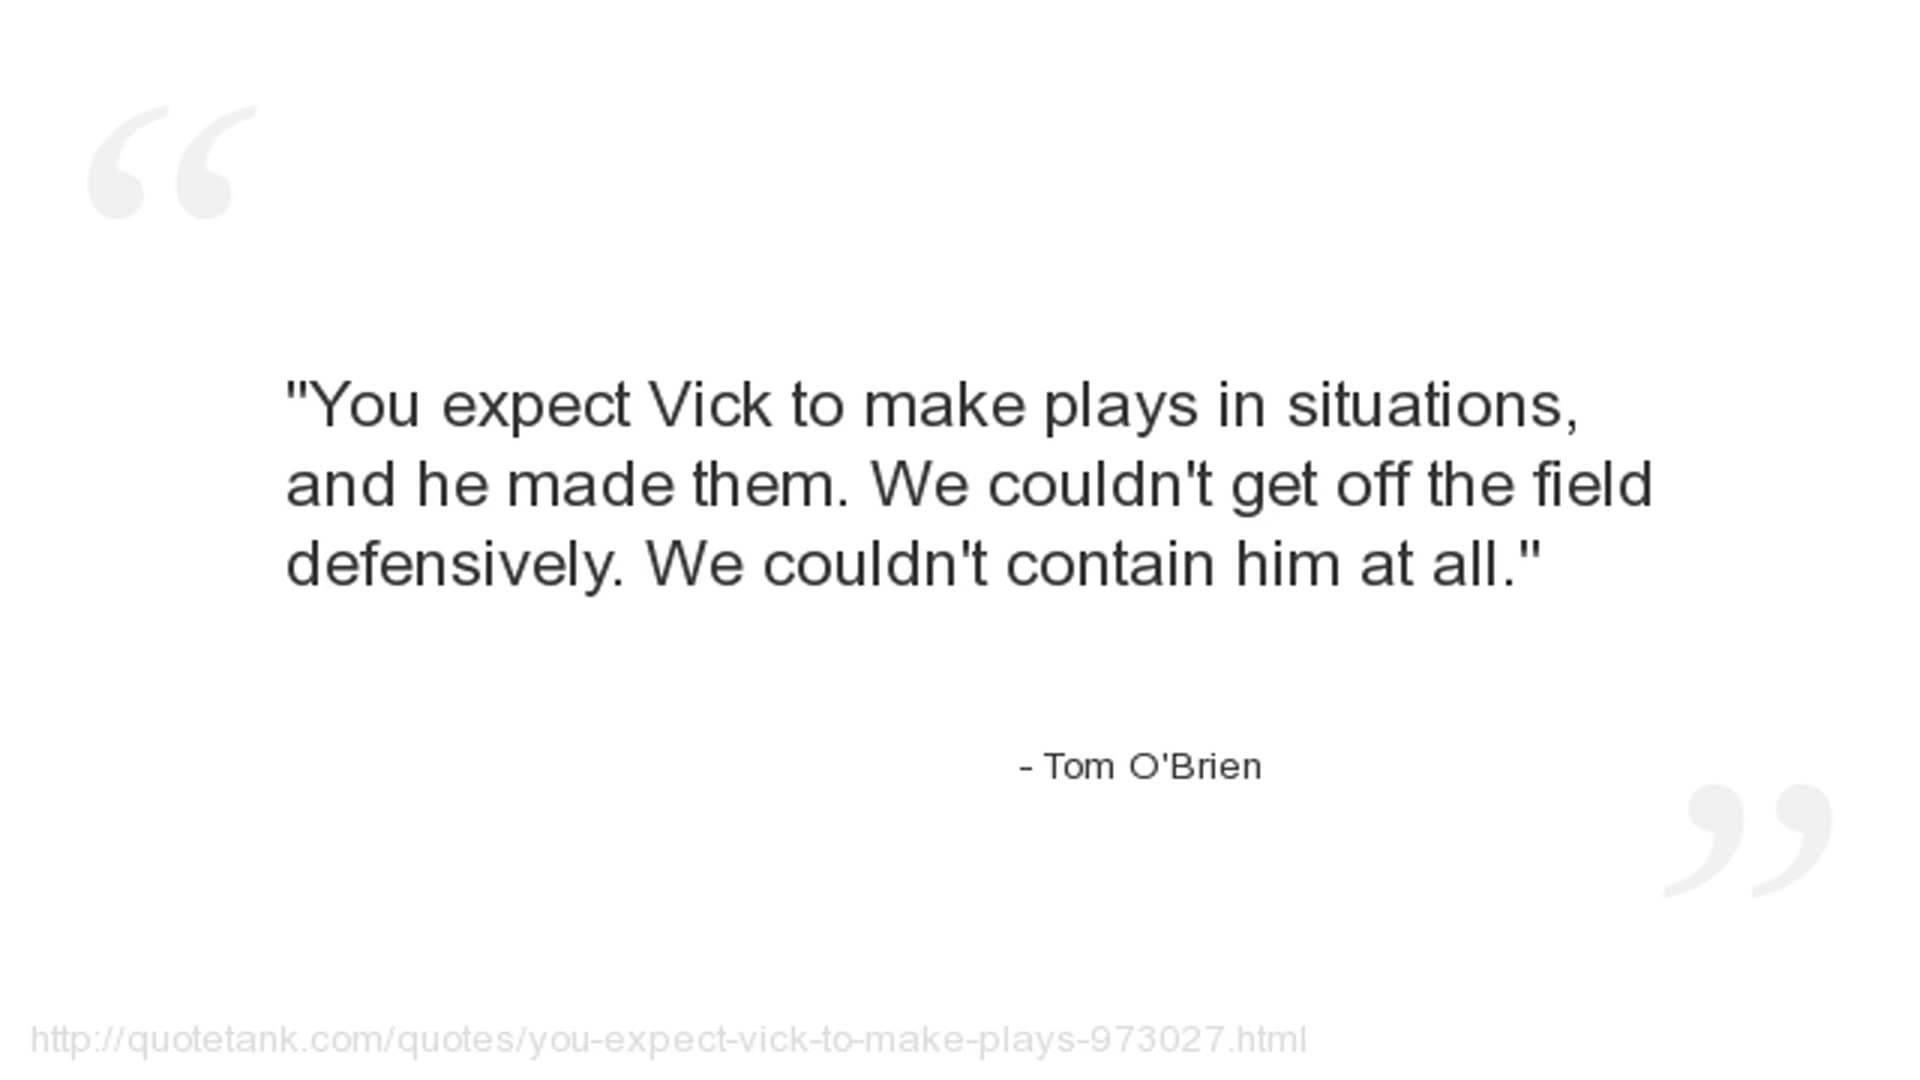 "You expect Vick to make plays in situations,
and he made them. We couldn't get off the field
defensively. We couldn't contain him at all."
- Tom O'Brien
http://quotetank.com/quotes/you-expect-vick-to-make-plays-973027.html